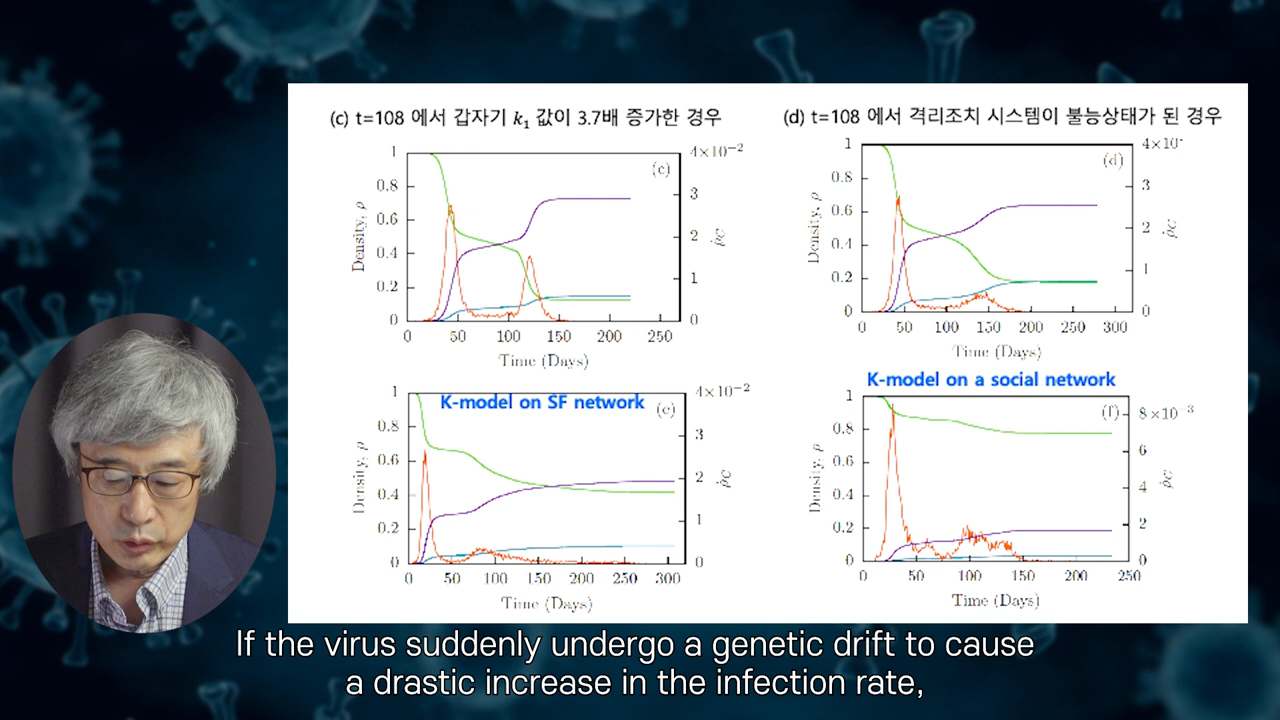 (c) t=108 에서 갑자기 k₁ 값이 3.7배 증가한 경우
(d) t=108 에서 격리조치 시스템이 불능상태가 된 경우
1
0.8
0.6
0.4
0.2
0
Density, ρ
(c)
4×10⁻²
3
2
1
0
ρ̇C
0 50 100 150 200 250
Time (Days)
1
0.8
0.6
0.4
0.2
0
Density, ρ
(d)
4×10⁻
3
2
1
0
ρ̇C
0 50 100 150 200 250 300
Time (Days)
K-model on SF network
1
0.8
0.6
0.4
0.2
0
Density, ρ
(e)
4×10⁻²
3
2
1
0
ρ̇C
0 50 100 150 200 250 300
Time (Days)
K-model on a social network
1
0.8
0.6
0.4
0.2
0
Density, ρ
(f)
8×10⁻³
6
4
2
0
ρ̇C
0 50 100 150 200 250
Time (Days)
If the virus suddenly undergo a genetic drift to cause
a drastic increase in the infection rate,